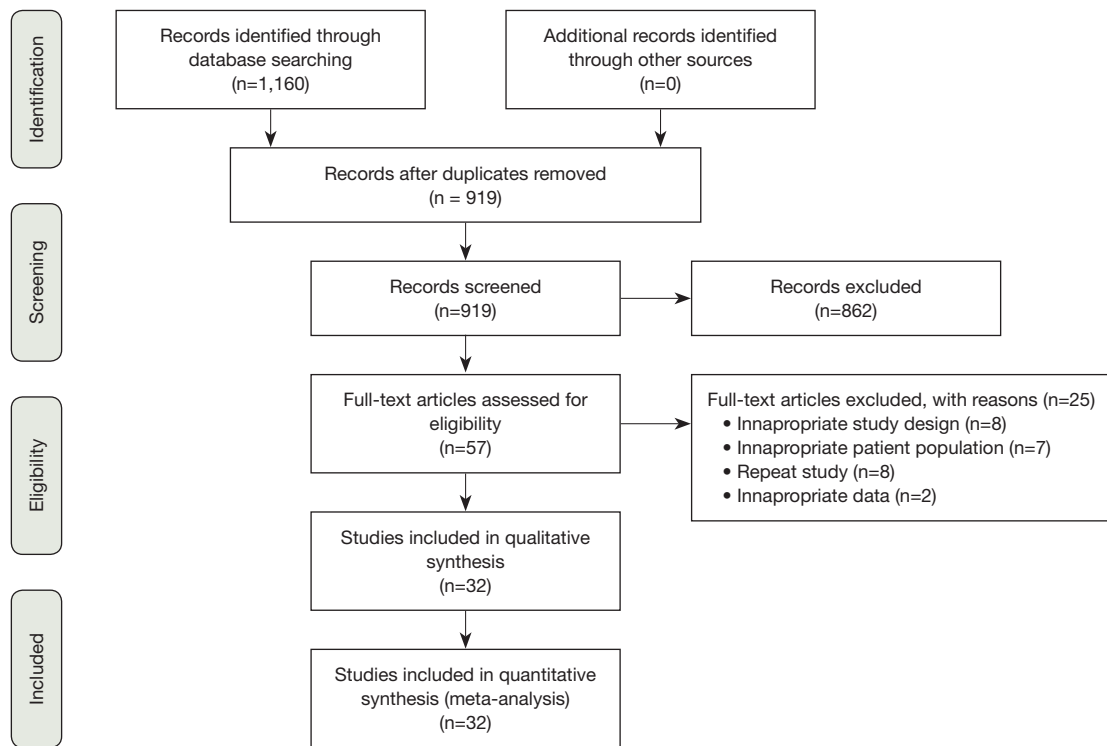 Identification
Records identified through
database searching
(n=1,160)
Additional records identified
through other sources
(n=0)
Records after duplicates removed
(n = 919)
Screening
Records screened
(n=919)
Records excluded
(n=862)
Eligibility
Full-text articles assessed for
eligibility
(n=57)
Full-text articles excluded, with reasons (n=25)
• Innapropriate study design (n=8)
• Innapropriate patient population (n=7)
• Repeat study (n=8)
• Innapropriate data (n=2)
Studies included in qualitative
synthesis
(n=32)
Included
Studies included in quantitative
synthesis (meta-analysis)
(n=32)